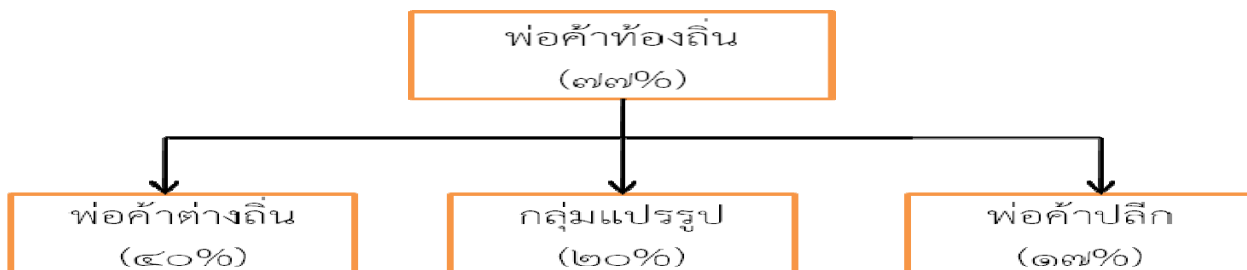 พ่อค้าท้องถิ่น
(๗๗%)
พ่อค้าต่างถิ่น
(๔๐%)
กลุ่มแปรรูป
(๒๐%)
พ่อค้าปลีก
(๑๗%)